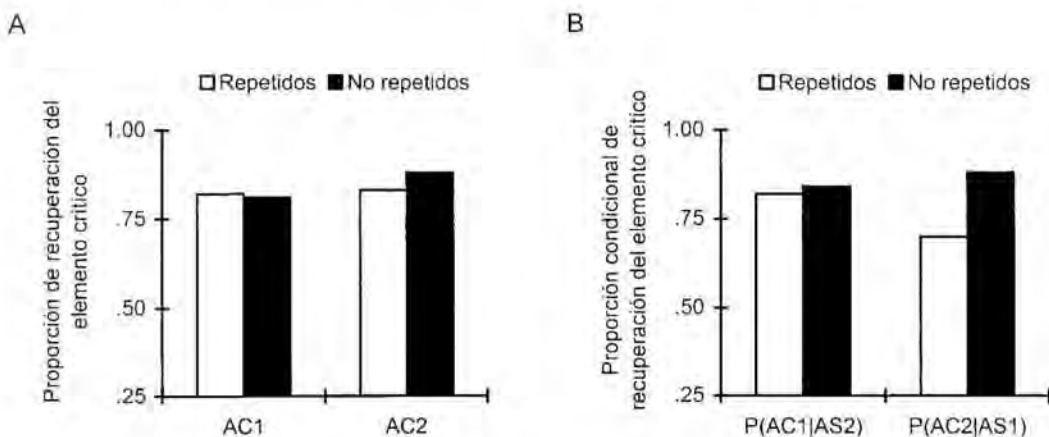 A
Repetidos No repetidos
Proporción de recuperación del
elemento crítico
1.00
.75
.50
.25
AC1 AC2
B
Repetidos No repetidos
Proporción condicional de
recuperación del elemento crítico
1.00
.75
.50
.25
P(AC1|AS2) P(AC2|AS1)